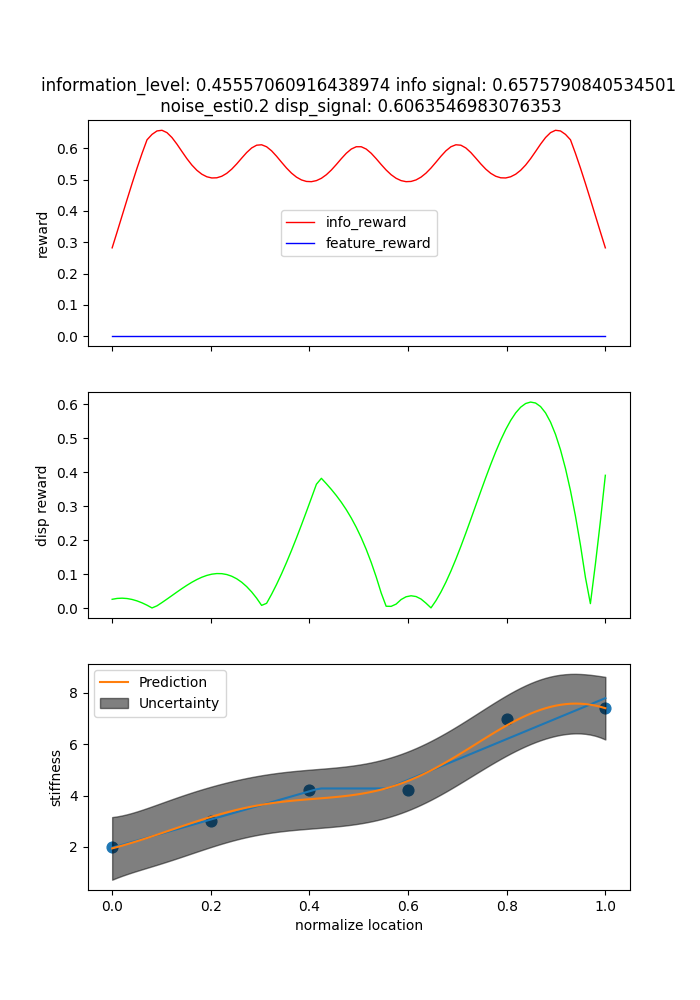 information_level: 0.45557060916438974 info signal: 0.6575790840534501
noise_esti0.2 disp_signal: 0.6063546983076353
0.6
0.5
0.4
0.3
0.2
0.1
0.0
reward
info_reward
feature_reward
0.6
0.5
0.4
0.3
0.2
0.1
0.0
disp reward
8
6
4
2
stiffness
Prediction
Uncertainty
0.0 0.2 0.4 0.6 0.8 1.0
normalize location